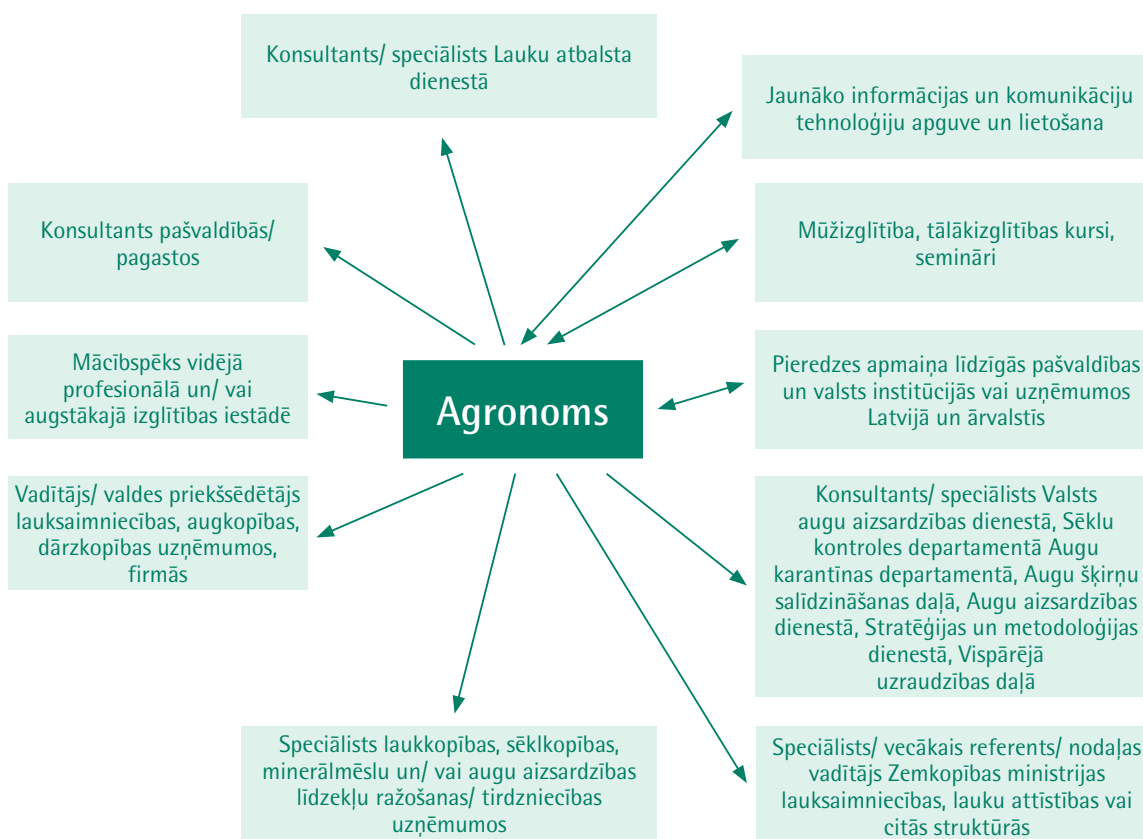 Konsultants/ speciālists Lauku atbalsta
dienestā
Jaunāko informācijas un komunikāciju
tehnoloģiju apguve un lietošana
Konsultants pašvaldībās/
pagastos
Mūžizglītība, tālākizglītības kursi,
semināri
Mācībspēks vidējā
profesionālā un/ vai
augstākajā izglītības iestādē
Agronoms
Pieredzes apmaiņa līdzīgās pašvaldības
un valsts institūcijās vai uzņēmumos
Latvijā un ārvalstīs
Vadītājs/ valdes priekšsēdētājs
lauksaimniecības, augkopības,
dārzkopības uzņēmumos,
firmās
Konsultants/ speciālists Valsts
augu aizsardzības dienestā, Sēklu
kontroles departamentā Augu
karantīnas departamentā, Augu šķirņu
salīdzināšanas daļā, Augu aizsardzības
dienestā, Stratēģijas un metodoloģijas
dienestā, Vispārējā
uzraudzības daļā
Speciālists laukkopības, sēklkopības,
minerālmēslu un/ vai augu aizsardzības
līdzekļu ražošanas/ tirdzniecības
uzņēmumos
Speciālists/ vecākais referents/ nodaļas
vadītājs Zemkopības ministrijas
lauksaimniecības, lauku attīstības vai
citās struktūrās